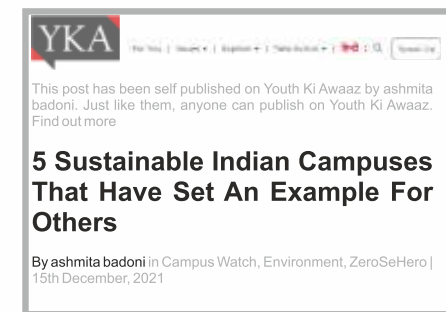 YKA
This post has been self published on Youth Ki Awaaz by ashmita
badoni. Just like them, anyone can publish on Youth Ki Awaaz.
Find out more
5 Sustainable Indian Campuses
That Have Set An Example For
Others
By ashmita badoni in Campus Watch, Environment, ZeroSeHero |
15th December, 2021